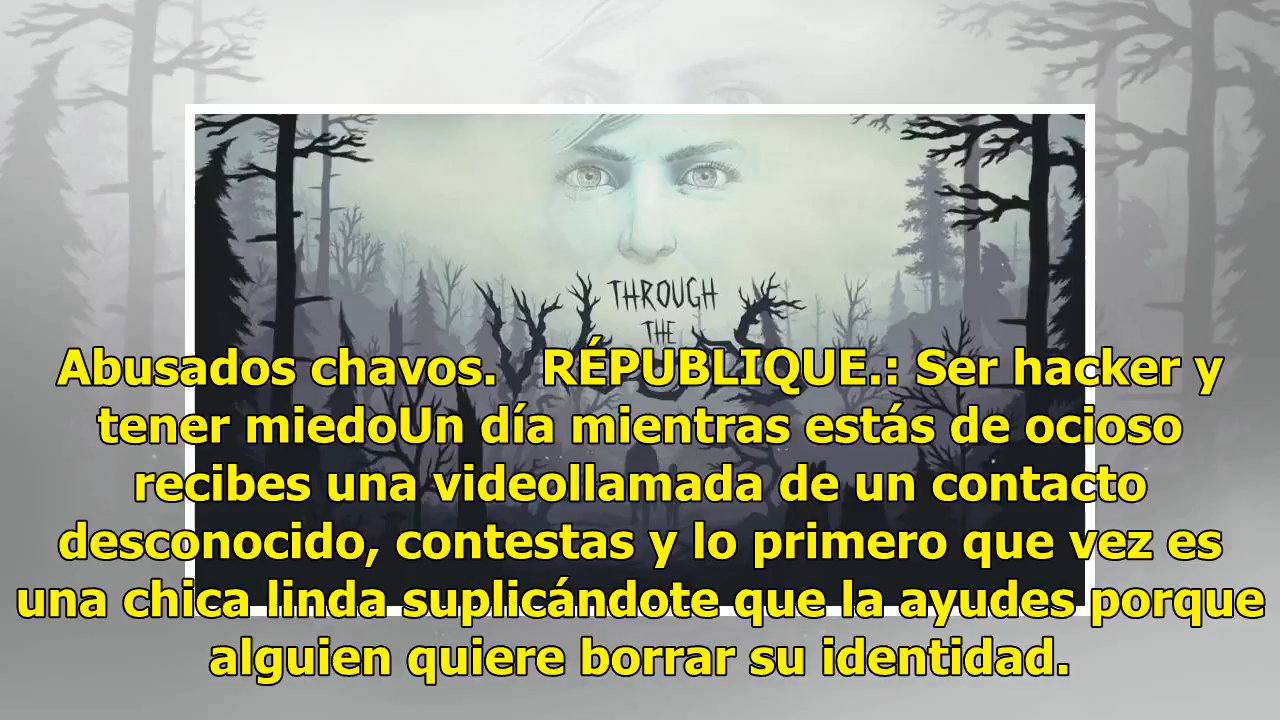 THROUGH
THE
Abusados chavos.   RÉPUBLIQUE.: Ser hacker y
tener miedoUn día mientras estás de ocioso
recibes una videollamada de un contacto
desconocido, contestas y lo primero que vez es
una chica linda suplicándote que la ayudes porque
alguien quiere borrar su identidad.